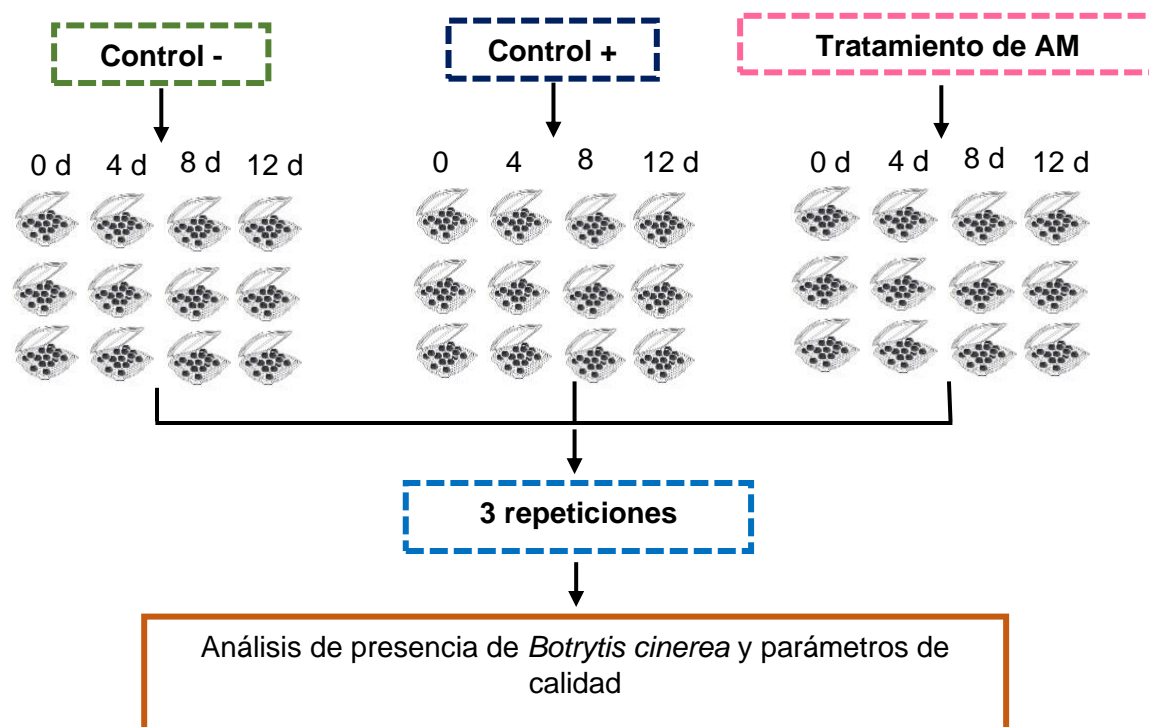 Control -
Control +
Tratamiento de AM
0 d 4 d 8 d 12 d
0 4 8 12 d
0 d 4 d 8 d 12 d
3 repeticiones
Análisis de presencia de Botrytis cinerea y parámetros de
calidad